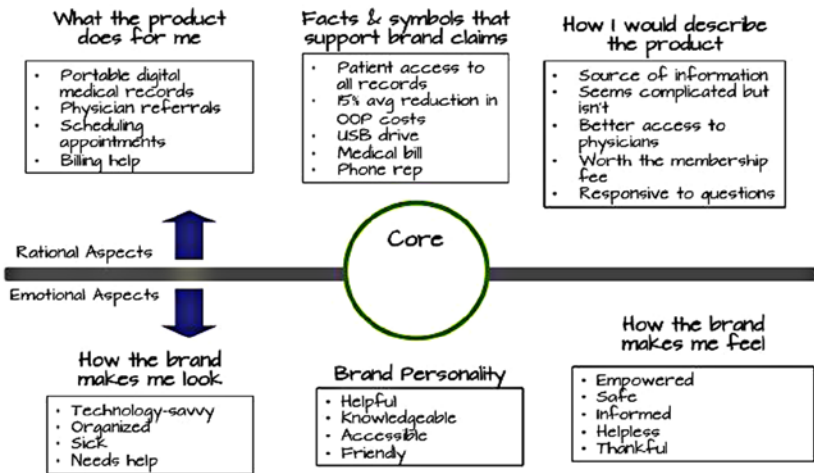 What the product
does for me
• Portable digital
medical records
• Physician referrals
• Scheduling
appointments
• Billing help
Facts & symbols that
support brand claims
• Patient access to
all records
• 15% avg reduction in
OOP costs
• USB drive
• Medical bill
• Phone rep
How I would describe
the product
• Source of information
• Seems complicated but
isn't
• Better access to
physicians
• Worth the membership
fee
• Responsive to questions
Rational Aspects
Core
Emotional Aspects
How the brand
makes me look
• Technology-savvy
• Organized
• Sick
• Needs help
Brand Personality
• Helpful
• Knowledgeable
• Accessible
• Friendly
How the brand
makes me feel
• Empowered
• Safe
• Informed
• Helpless
• Thankful